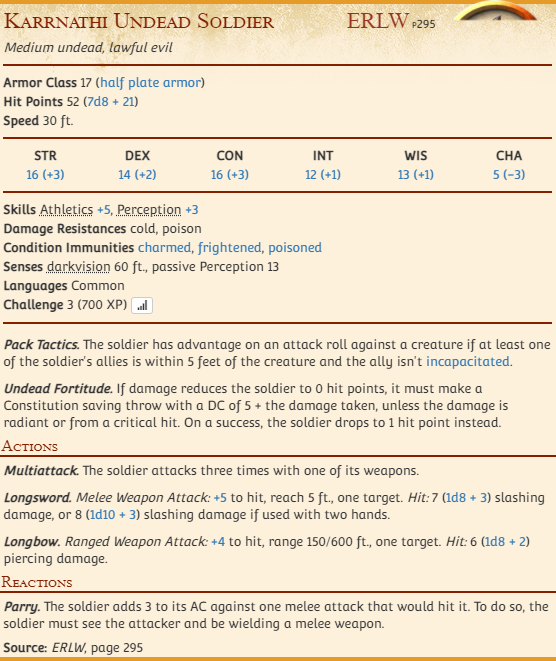 Karrnathi Undead Soldier ERLW p295
Medium undead, lawful evil
Armor Class 17 (half plate armor)
Hit Points 52 (7d8 + 21)
Speed 30 ft.
STR DEX CON INT WIS CHA
16 (+3) 14 (+2) 16 (+3) 12 (+1) 13 (+1) 5 (−3)
Skills Athletics +5, Perception +3
Damage Resistances cold, poison
Condition Immunities charmed, frightened, poisoned
Senses darkvision 60 ft., passive Perception 13
Languages Common
Challenge 3 (700 XP)
Pack Tactics. The soldier has advantage on an attack roll against a creature if at least one
of the soldier's allies is within 5 feet of the creature and the ally isn't incapacitated.
Undead Fortitude. If damage reduces the soldier to 0 hit points, it must make a
Constitution saving throw with a DC of 5 + the damage taken, unless the damage is
radiant or from a critical hit. On a success, the soldier drops to 1 hit point instead.
Actions
Multiattack. The soldier attacks three times with one of its weapons.
Longsword. Melee Weapon Attack: +5 to hit, reach 5 ft., one target. Hit: 7 (1d8 + 3) slashing
damage, or 8 (1d10 + 3) slashing damage if used with two hands.
Longbow. Ranged Weapon Attack: +4 to hit, range 150/600 ft., one target. Hit: 6 (1d8 + 2)
piercing damage.
Reactions
Parry. The soldier adds 3 to its AC against one melee attack that would hit it. To do so, the
soldier must see the attacker and be wielding a melee weapon.
Source: ERLW, page 295